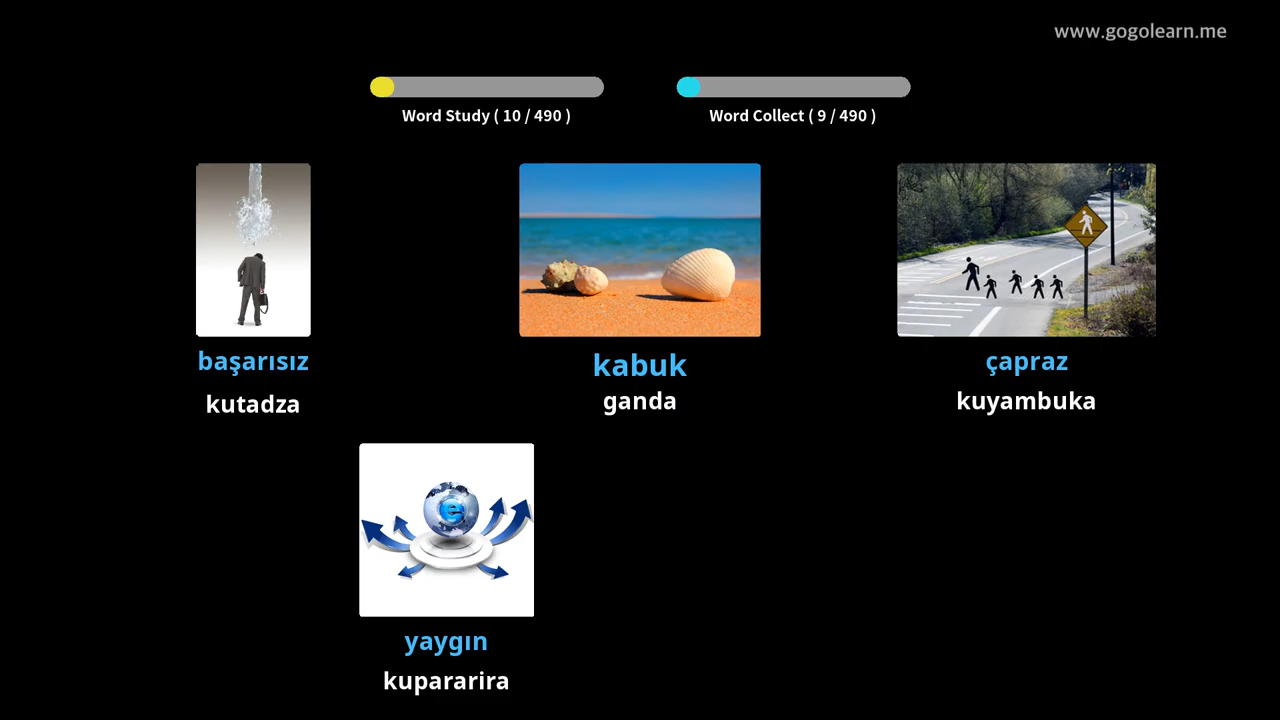 www.gogolearn.me
Word Study ( 10 / 490 )
Word Collect ( 9 / 490 )
başarısız
kutadza
kabuk
ganda
çapraz
kuyambuka
e
yaygın
kupararira